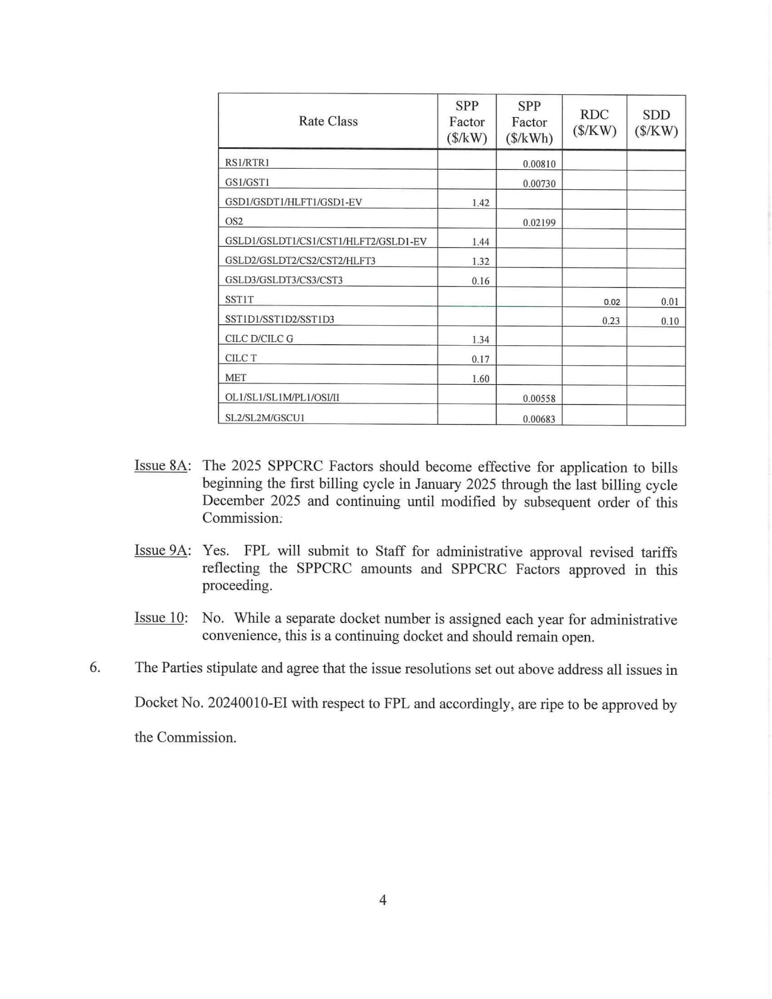 Rate Class SPP Factor ($/kW) SPP Factor ($/kWh) RDC ($/KW) SDD ($/KW)
RS1/RTR1 0.00810
GS1/GST1 0.00730
GSD1/GSDT1/HLFT1/GSD1-EV 1.42
OS2 0.02199
GSLD1/GSLDT1/CS1/CST1/HLFT2/GSLD1-EV 1.44
GSLD2/GSLDT2/CS2/CST2/HLFT3 1.32
GSLD3/GSLDT3/CS3/CST3 0.16
SST1T 0.02 0.01
SST1D1/SST1D2/SST1D3 0.23 0.10
CILC D/CILC G 1.34
CILC T 0.17
MET 1.60
OL1/SL1/SL1M/PL1/OSI/II 0.00558
SL2/SL2M/GSCU1 0.00683
Issue 8A: The 2025 SPPCRC Factors should become effective for application to bills
beginning the first billing cycle in January 2025 through the last billing cycle
December 2025 and continuing until modified by subsequent order of this
Commission.
Issue 9A: Yes. FPL will submit to Staff for administrative approval revised tariffs
reflecting the SPPCRC amounts and SPPCRC Factors approved in this
proceeding.
Issue 10: No. While a separate docket number is assigned each year for administrative
convenience, this is a continuing docket and should remain open.
6. The Parties stipulate and agree that the issue resolutions set out above address all issues in
Docket No. 20240010-EI with respect to FPL and accordingly, are ripe to be approved by
the Commission.
4